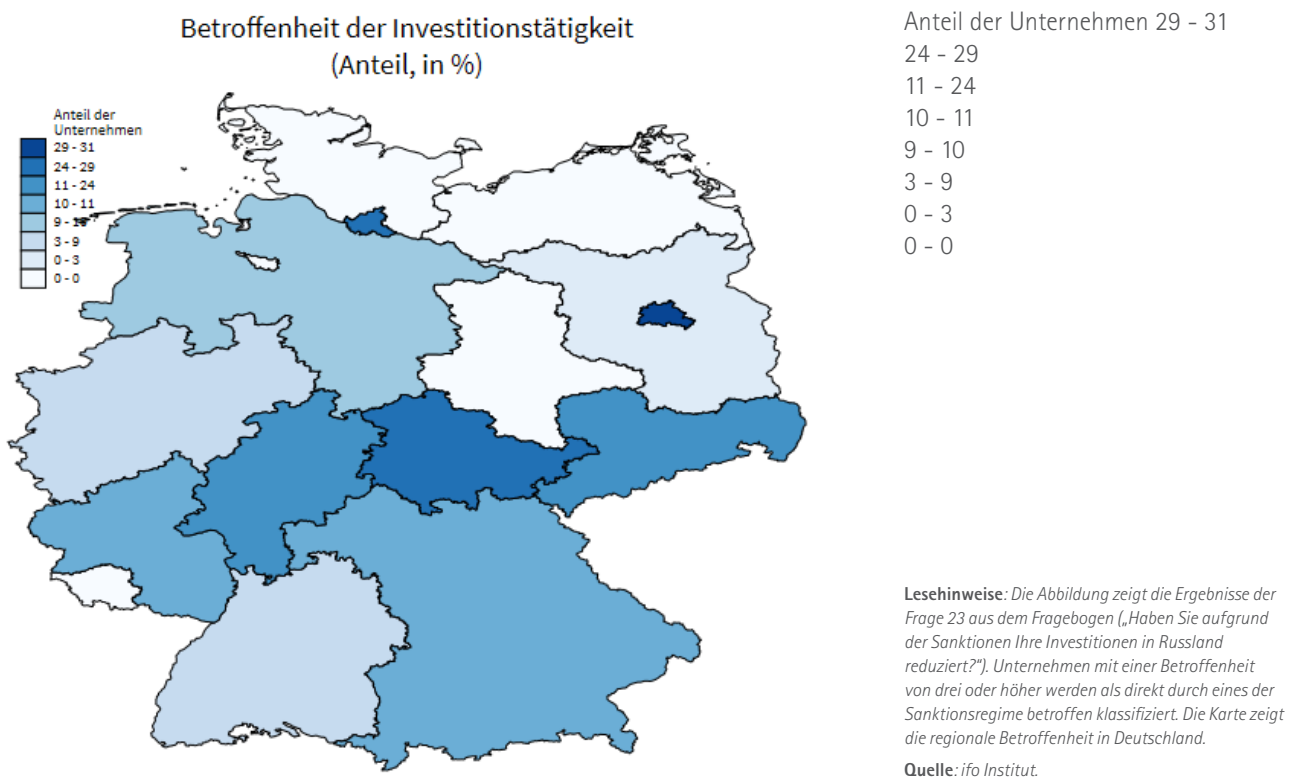 Betroffenheit der Investitionstätigkeit
(Anteil, in %)
Anteil der
Unternehmen
29 - 31
24 - 29
11 - 24
10 - 11
9 - 10
3 - 9
0 - 3
0 - 0
Anteil der Unternehmen 29 - 31
24 - 29
11 - 24
10 - 11
9 - 10
3 - 9
0 - 3
0 - 0
Lesehinweise: Die Abbildung zeigt die Ergebnisse der
Frage 23 aus dem Fragebogen („Haben Sie aufgrund
der Sanktionen Ihre Investitionen in Russland
reduziert?"). Unternehmen mit einer Betroffenheit
von drei oder höher werden als direkt durch eines der
Sanktionsregime betroffen klassifiziert. Die Karte zeigt
die regionale Betroffenheit in Deutschland.
Quelle: ifo Institut.